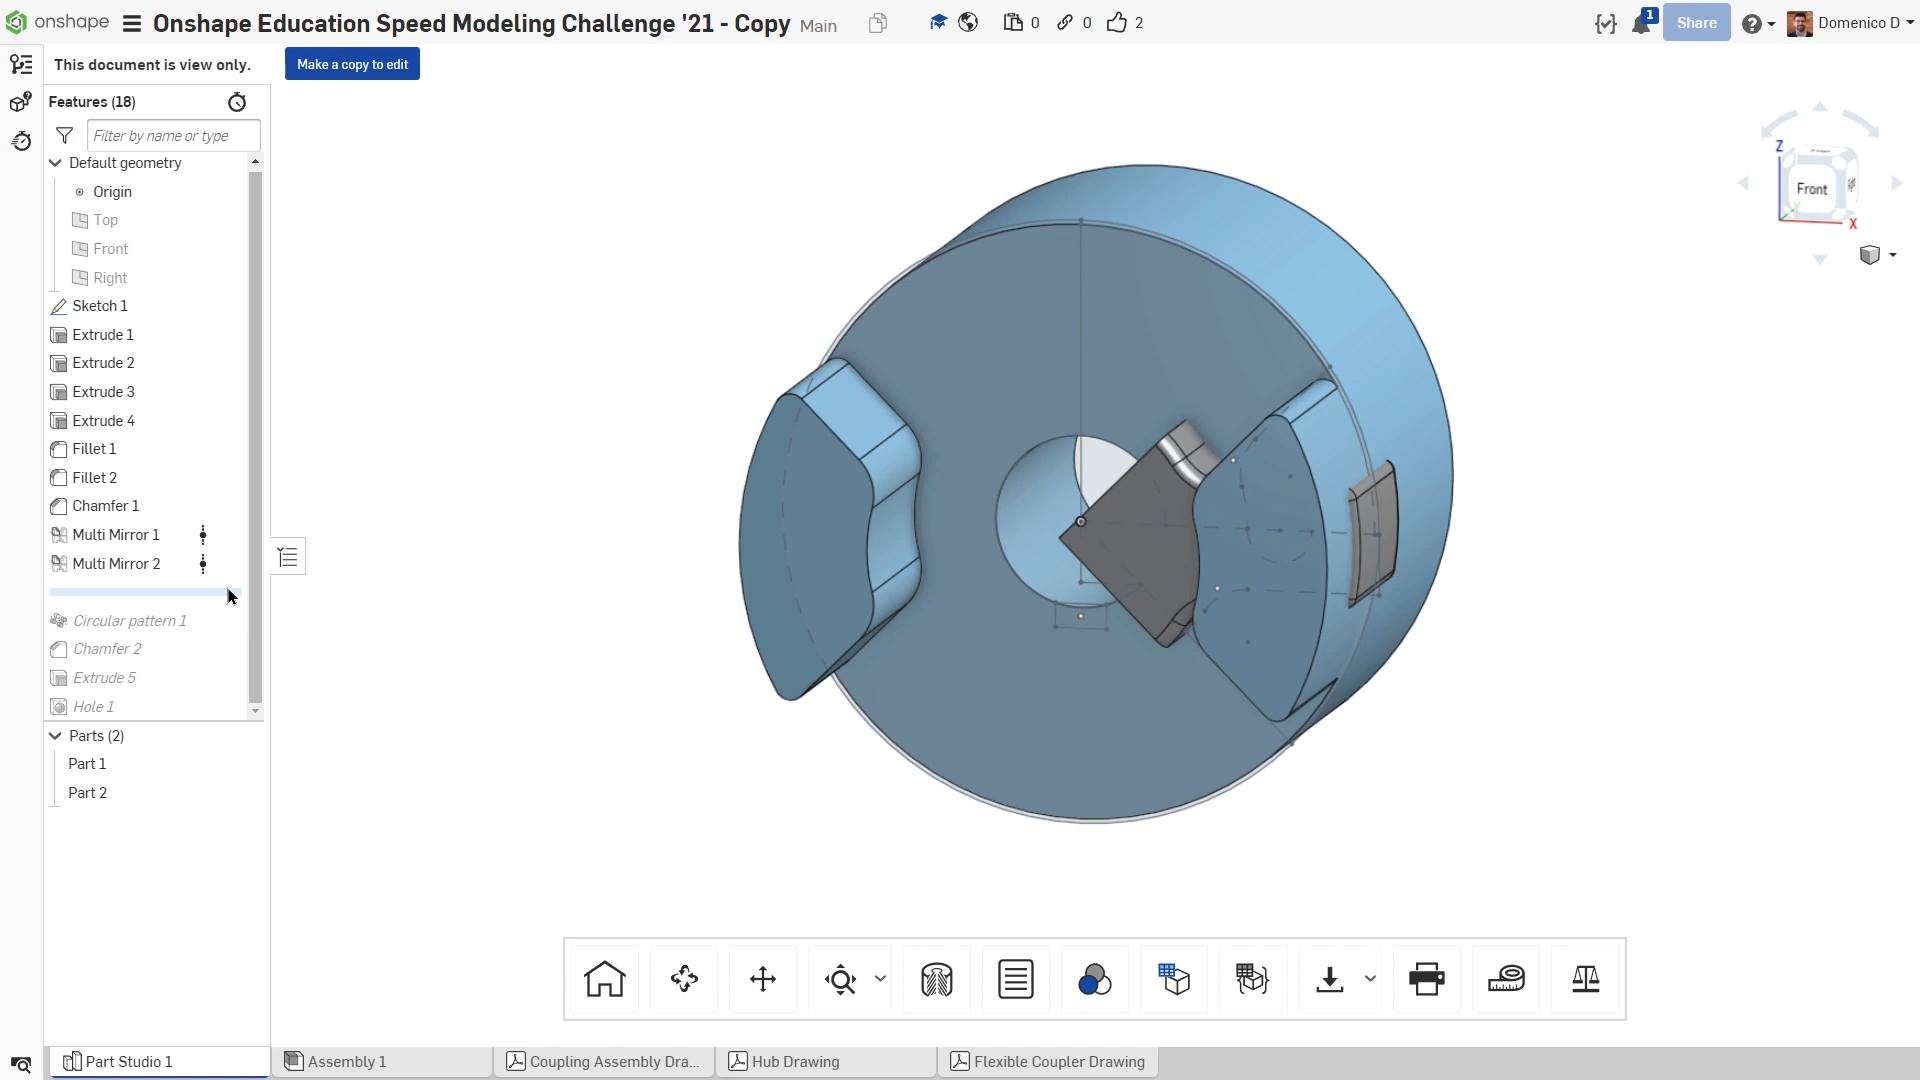 onshape
Onshape Education Speed Modeling Challenge '21 - Copy Main
0
0
2
1
Share
Domenico D
This document is view only.
Make a copy to edit
Features (18)
Filter by name or type
Default geometry
Origin
Top
Front
Right
Sketch 1
Extrude 1
Extrude 2
Extrude 3
Extrude 4
Fillet 1
Fillet 2
Chamfer 1
Multi Mirror 1
Multi Mirror 2
Circular pattern 1
Chamfer 2
Extrude 5
Hole 1
Parts (2)
Part 1
Part 2
Z
Front
Right
Y
X
Part Studio 1
Assembly 1
Coupling Assembly Dra...
Hub Drawing
Flexible Coupler Drawing